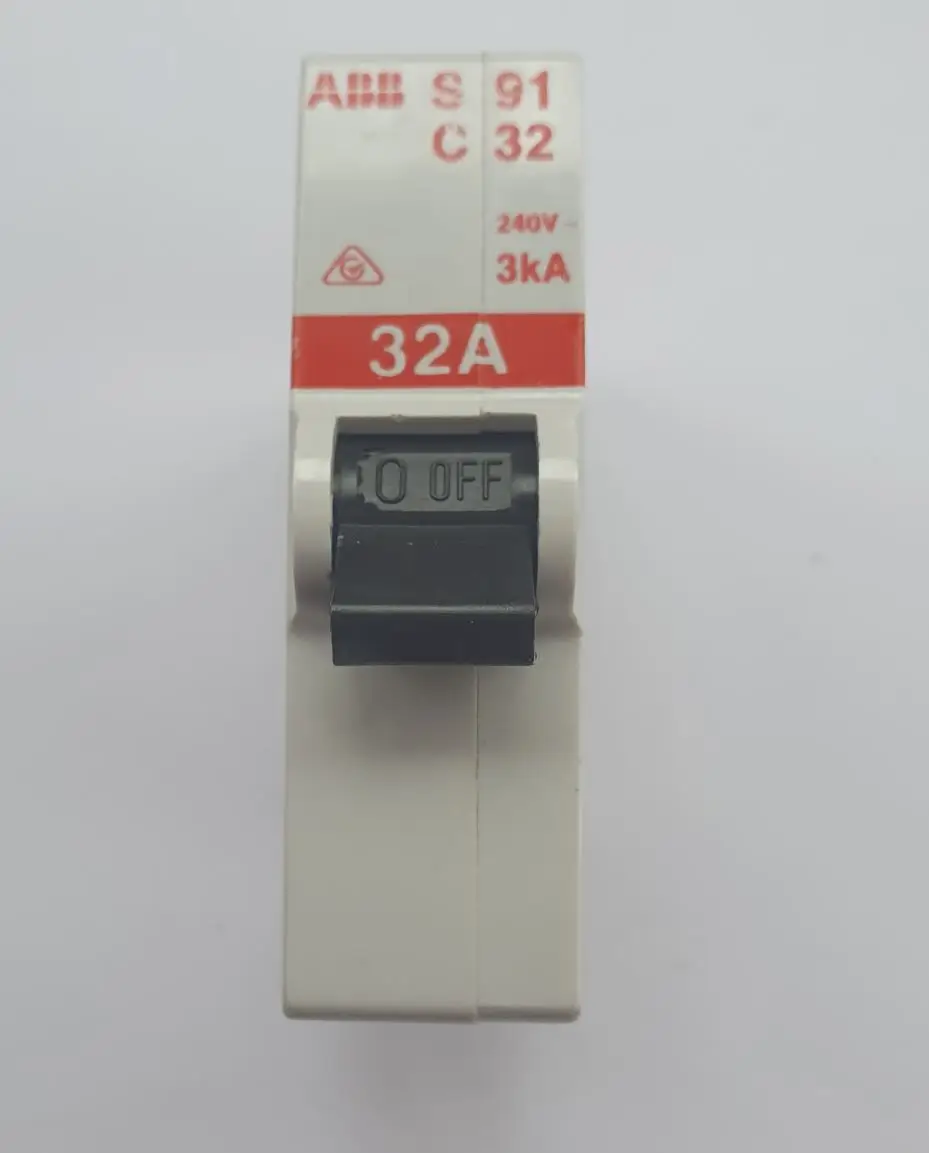 ABB S 91
C 32
240V~
3kA
32A
O OFF